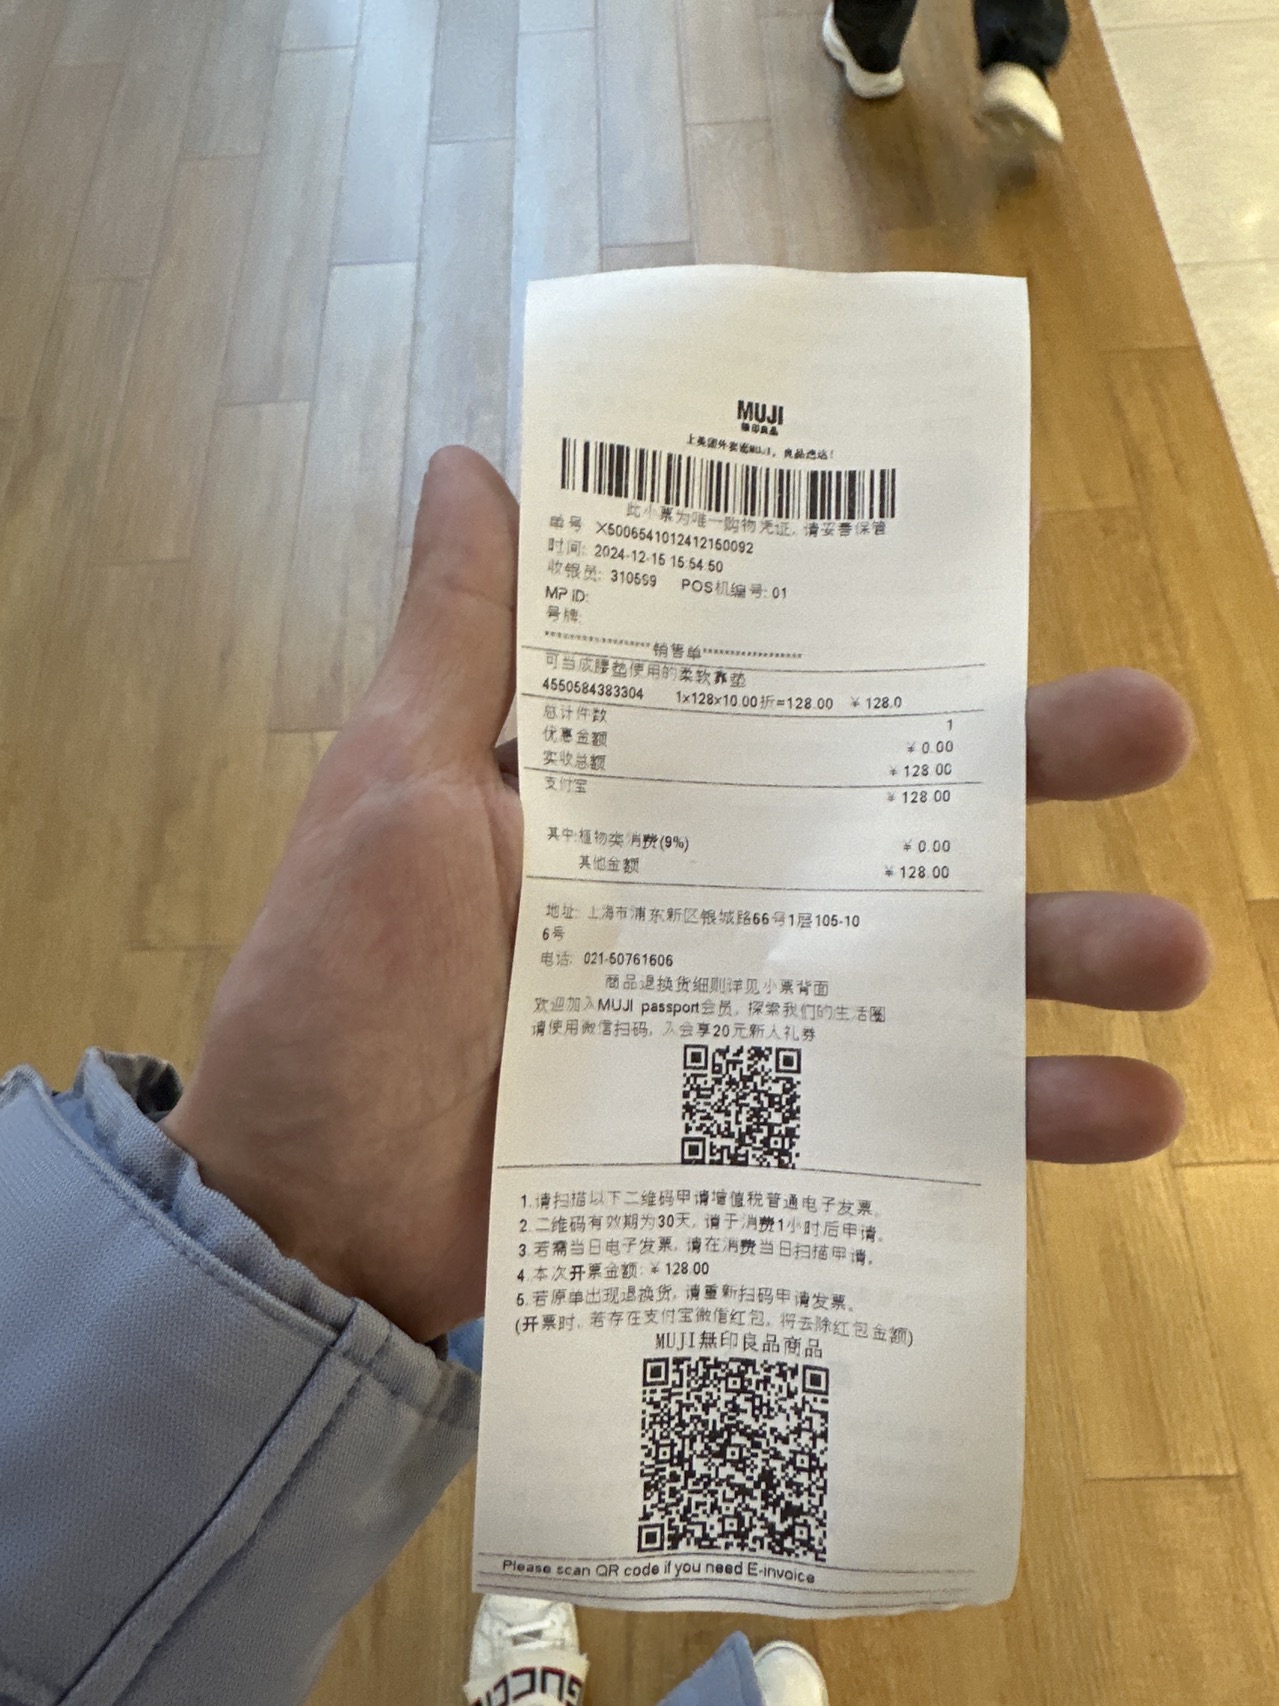 MUJI
無印良品
上美团外卖逛MUJI，良品速达！
此小票为唯一购物凭证，请妥善保管
单号 X5006541012412150092
时间: 2024-12-15 15:54:50
收银员: 310599 POS机编号: 01
MP ID:
号牌:
销售单
可当成腰垫使用的柔软靠垫
4550584383304 1x128x10.00折=128.00 ¥ 128.0
总计件数 1
优惠金额 ¥ 0.00
实收总额 ¥ 128.00
支付宝 ¥ 128.00
其中:植物类消费(9%) ¥ 0.00
其他金额 ¥ 128.00
地址: 上海市浦东新区银城路66号1层105-10
6号
电话: 021-50761606
商品退换货细则详见小票背面
欢迎加入MUJI passport会员，探索我们的生活圈
请使用微信扫码，入会享20元新人礼券
1.请扫描以下二维码申请增值税普通电子发票。
2.二维码有效期为30天，请于消费1小时后申请。
3.若需当日电子发票，请在消费当日扫描申请。
4.本次开票金额: ¥ 128.00
5.若原单出现退换货，请重新扫码申请发票。
(开票时，若存在支付宝微信红包，将去除红包金额)
MUJI無印良品商品
Please scan QR code if you need E-invoice